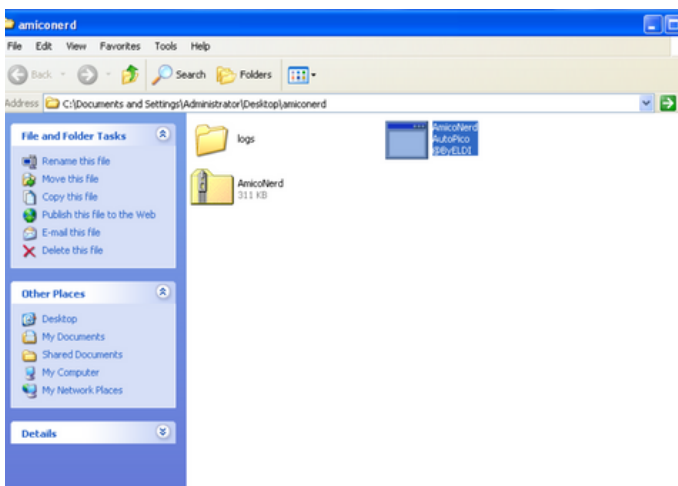 amiconerd
File Edit View Favorites Tools Help
Back Search Folders
Address C:\Documents and Settings\Administrator\Desktop\amiconerd
File and Folder Tasks
Rename this file
Move this file
Copy this file
Publish this file to the Web
E-mail this file
Delete this file
Other Places
Desktop
My Documents
Shared Documents
My Computer
My Network Places
Details
logs
AmicoNerd
AutoPico
@ByELDI
AmicoNerd
311 KB